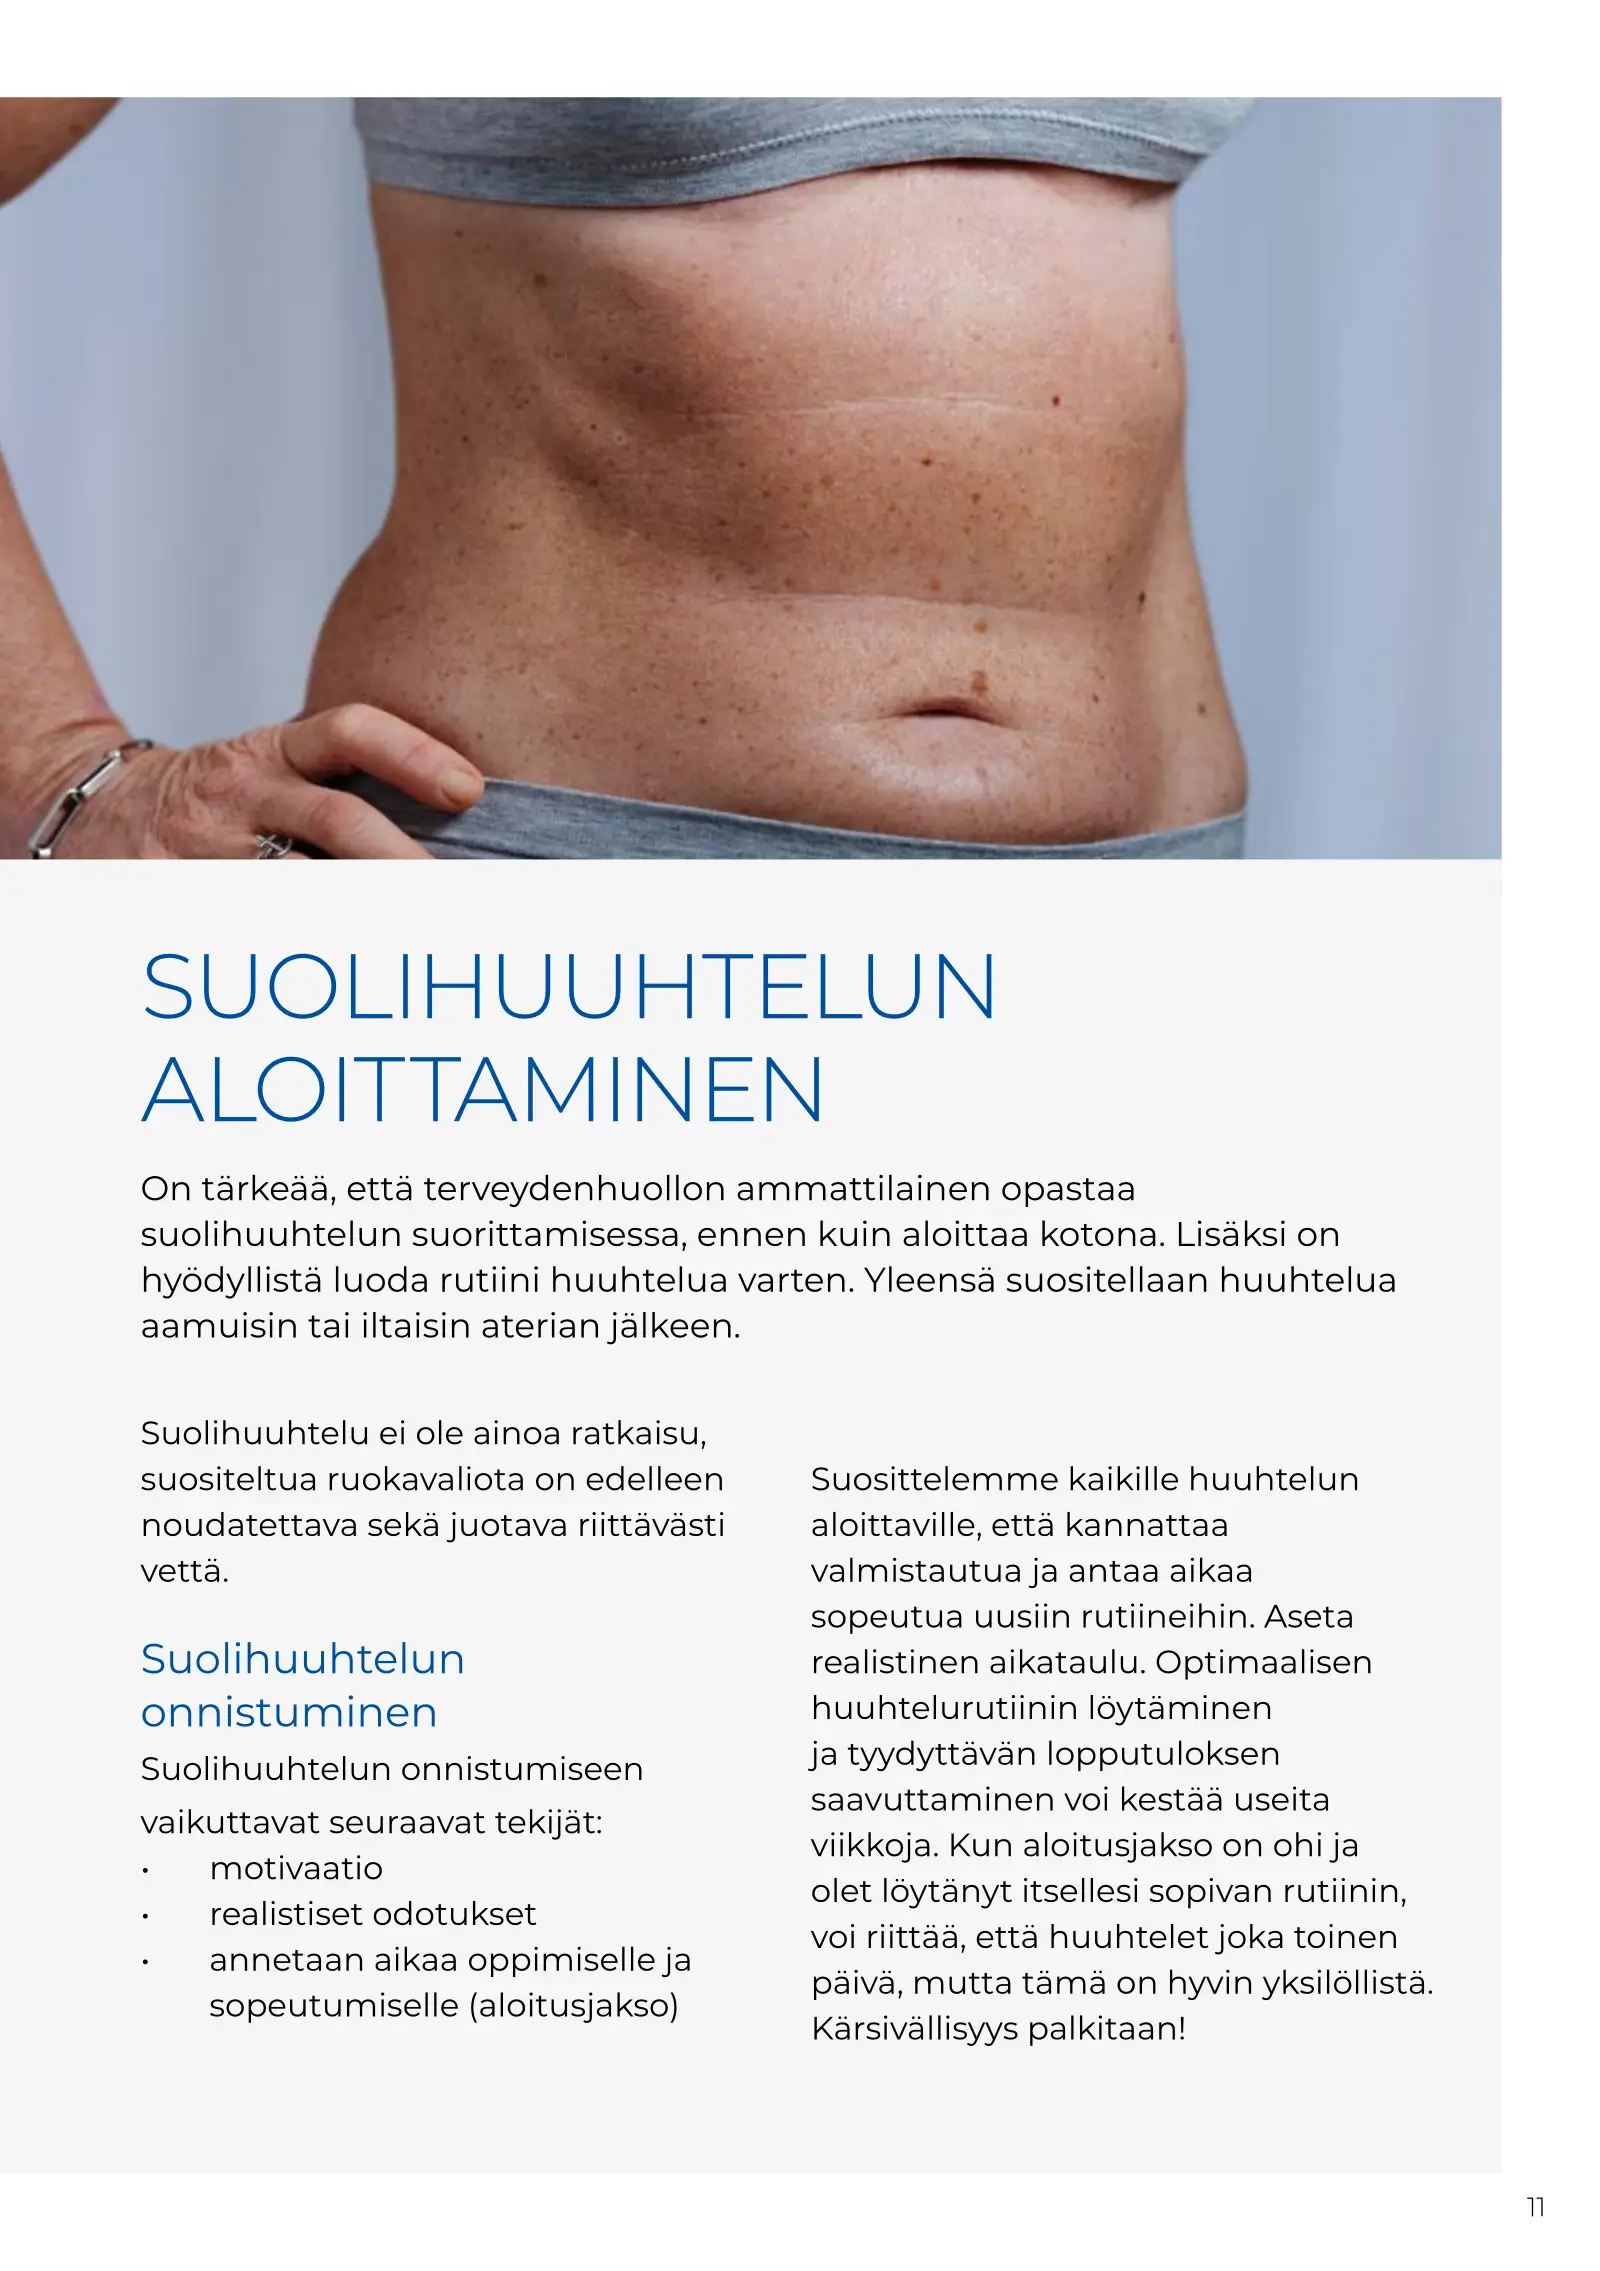 SUOLIHUUHTELUN
ALOITTAMINEN
On tärkeää, että terveydenhuollon ammattilainen opastaa
suolihuuhtelun suorittamisessa, ennen kuin aloittaa kotona. Lisäksi on
hyödyllistä luoda rutiini huuhtelua varten. Yleensä suositellaan huuhtelua
aamuisin tai iltaisin aterian jälkeen.
Suolihuuhtelu ei ole ainoa ratkaisu,
suositeltua ruokavaliota on edelleen
noudatettava sekä juotava riittävästi
vettä.
Suolihuuhtelun
onnistuminen
Suolihuuhtelun onnistumiseen
vaikuttavat seuraavat tekijät:
• motivaatio
• realistiset odotukset
• annetaan aikaa oppimiselle ja
sopeutumiselle (aloitusjakso)
Suosittelemme kaikille huuhtelun
aloittaville, että kannattaa
valmistautua ja antaa aikaa
sopeutua uusiin rutiineihin. Aseta
realistinen aikataulu. Optimaalisen
huuhtelurutiinin löytäminen
ja tyydyttävän lopputuloksen
saavuttaminen voi kestää useita
viikkoja. Kun aloitusjakso on ohi ja
olet löytänyt itsellesi sopivan rutiinin,
voi riittää, että huuhtelet joka toinen
päivä, mutta tämä on hyvin yksilöllistä.
Kärsivällisyys palkitaan!
11